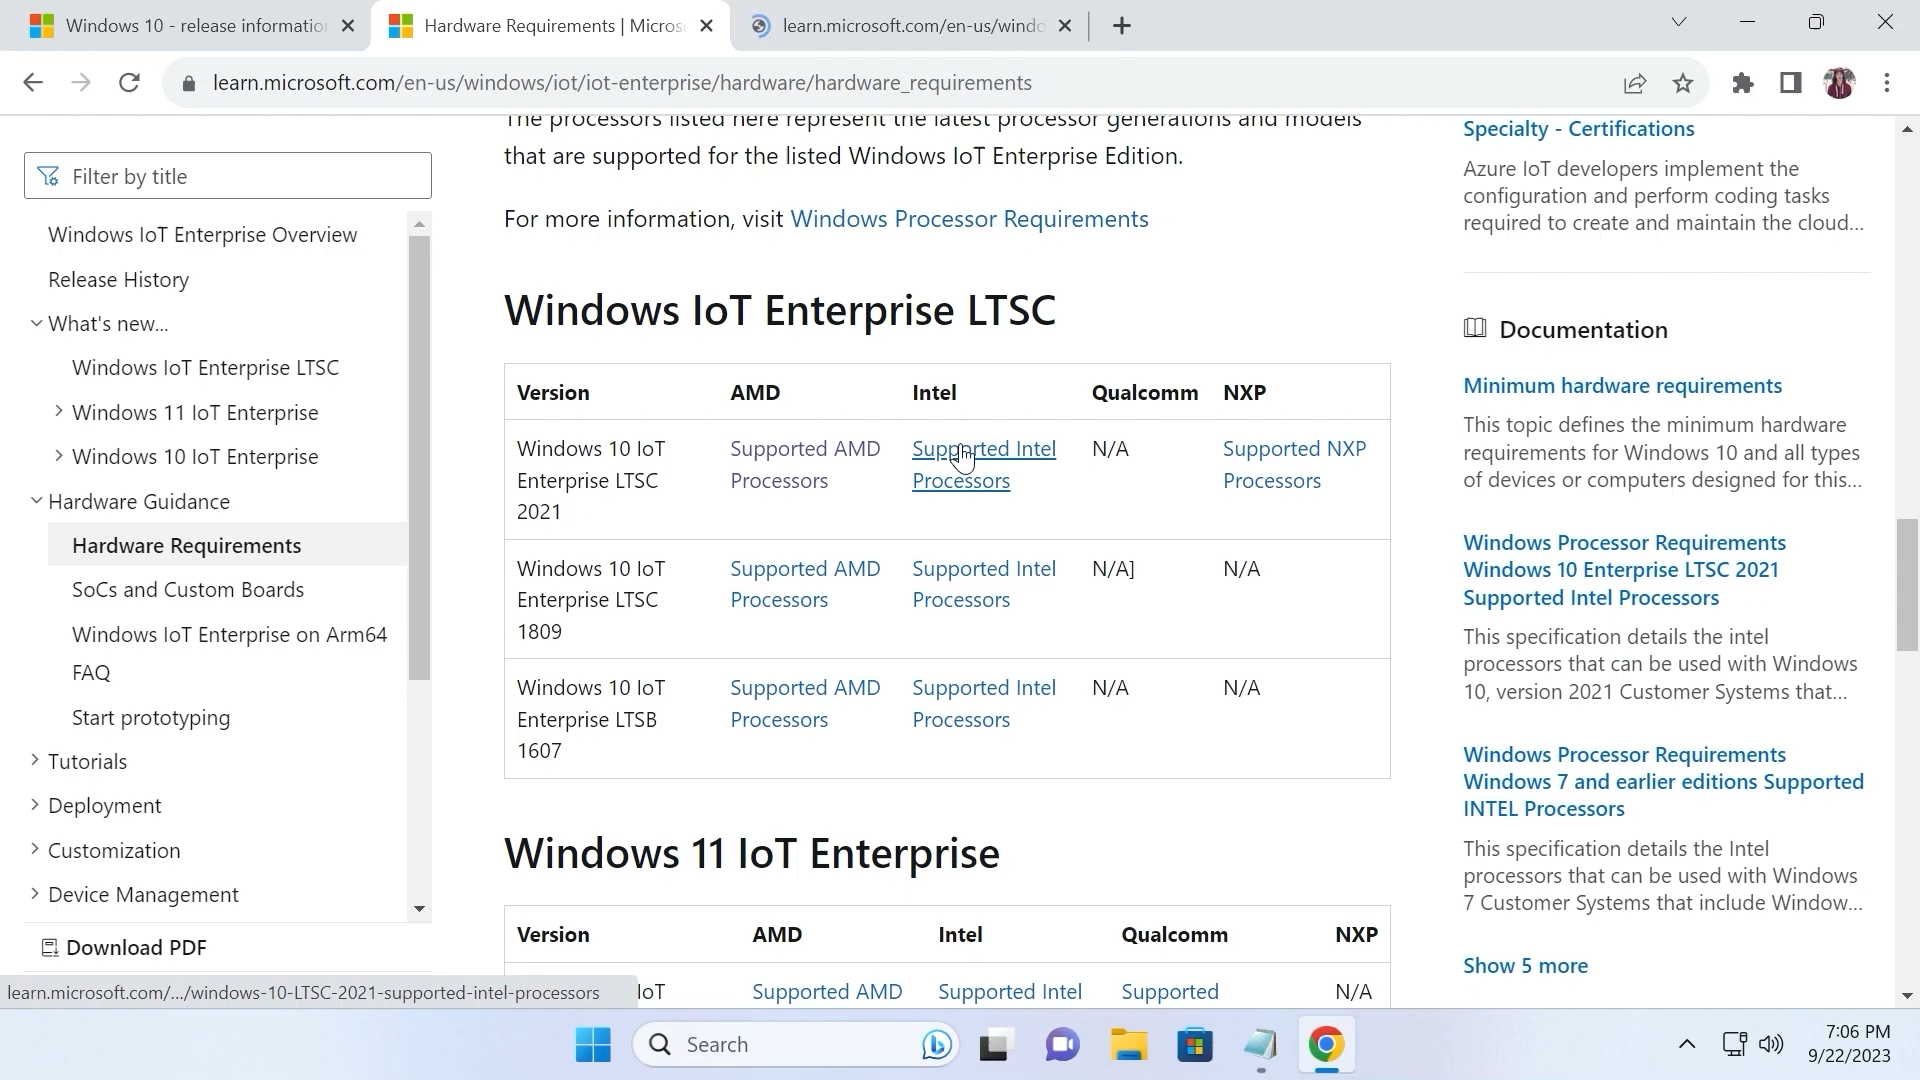 Windows 10 - release information
Hardware Requirements | Micros
learn.microsoft.com/en-us/windo
learn.microsoft.com/en-us/windows/iot/iot-enterprise/hardware/hardware_requirements
Filter by title
Windows IoT Enterprise Overview
Release History
What's new...
Windows IoT Enterprise LTSC
Windows 11 IoT Enterprise
Windows 10 IoT Enterprise
Hardware Guidance
Hardware Requirements
SoCs and Custom Boards
Windows IoT Enterprise on Arm64
FAQ
Start prototyping
Tutorials
Deployment
Customization
Device Management
Download PDF
learn.microsoft.com/.../windows-10-LTSC-2021-supported-intel-processors
The processors listed here represent the latest processor generations and models
that are supported for the listed Windows IoT Enterprise Edition.
For more information, visit Windows Processor Requirements
Windows IoT Enterprise LTSC
Version AMD Intel Qualcomm NXP
Windows 10 IoT Supported AMD Supported Intel N/A Supported NXP
Enterprise LTSC Processors Processors Processors
2021
Windows 10 IoT Supported AMD Supported Intel N/A] N/A
Enterprise LTSC Processors Processors
1809
Windows 10 IoT Supported AMD Supported Intel N/A N/A
Enterprise LTSB Processors Processors
1607
Windows 11 IoT Enterprise
Version AMD Intel Qualcomm NXP
IoT Supported AMD Supported Intel Supported N/A
Specialty - Certifications
Azure IoT developers implement the
configuration and perform coding tasks
required to create and maintain the cloud...
Documentation
Minimum hardware requirements
This topic defines the minimum hardware
requirements for Windows 10 and all types
of devices or computers designed for this...
Windows Processor Requirements
Windows 10 Enterprise LTSC 2021
Supported Intel Processors
This specification details the intel
processors that can be used with Windows
10, version 2021 Customer Systems that...
Windows Processor Requirements
Windows 7 and earlier editions Supported
INTEL Processors
This specification details the Intel
processors that can be used with Windows
7 Customer Systems that include Window...
Show 5 more
Search
7:06 PM
9/22/2023